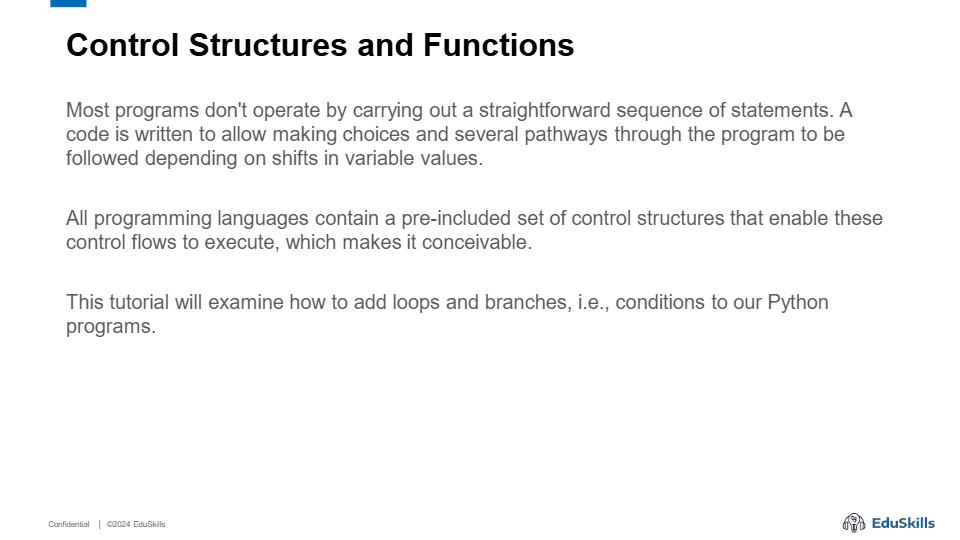 Control Structures and Functions
Most programs don't operate by carrying out a straightforward sequence of statements. A
code is written to allow making choices and several pathways through the program to be
followed depending on shifts in variable values.
All programming languages contain a pre-included set of control structures that enable these
control flows to execute, which makes it conceivable.
This tutorial will examine how to add loops and branches, i.e., conditions to our Python
programs.
Confidential | ©2024 EduSkills
EduSkills